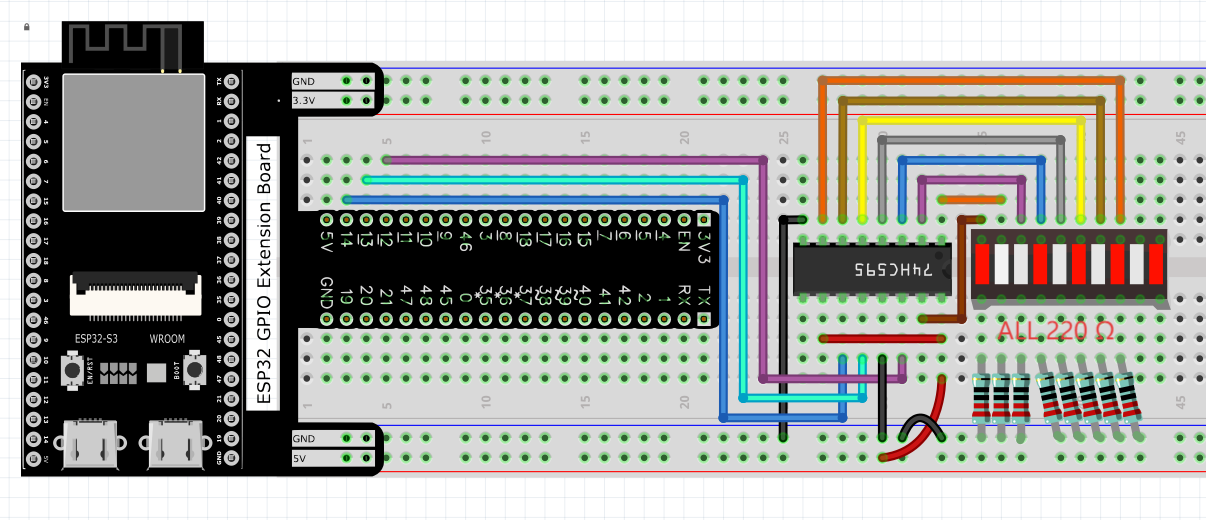 GND
3.3V
1 5 10 15 20 25 30 5 45
ESP32 GPIO Extension Board
5V 14 13 12 11 10 9 46 3 8 18 17 16 15 7 6 5 4 EN 3V3
GND 19 20 21 47 48 45 0 35 36 37 38 39 40 41 42 2 1 RX TX
74HC595
ALL 220 Ω
1 5 10 15 20 45
GND
5V
3V3 EN 4 5 6 7 15 16 17 18 8 3 46 9 10 11 12 13 14 5V
TX RX 1 2 42 41 40 39 38 37 36 35 0 45 48 47 21 20 19 GND
ESP32-S3 WROOM
EN/RST
BOOT